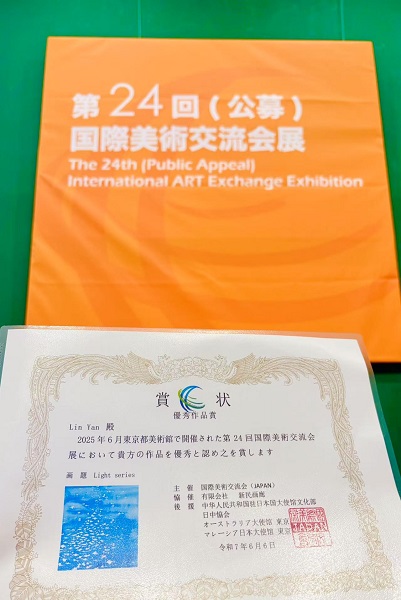 第24回(公募)
国際美術交流会展
The 24th (Public Appeal)
International ART Exchange Exhibition
賞 状
優秀作品賞
Lin Yan 殿
2025年6月東京都美術館で開催された第24回国際美術交流会
展において貴方の作品を優秀と認め之を賞します
画 題 Light series
主 催 国際美術交流会 (JAPAN)
協 催 有限会社 新民画廊
後 援 中华人民共和国驻日本国大使馆文化部
日中協会
オーストラリア大使館 東京
マレーシア日本大使館 東京
令和7年6月6日
JAPAN